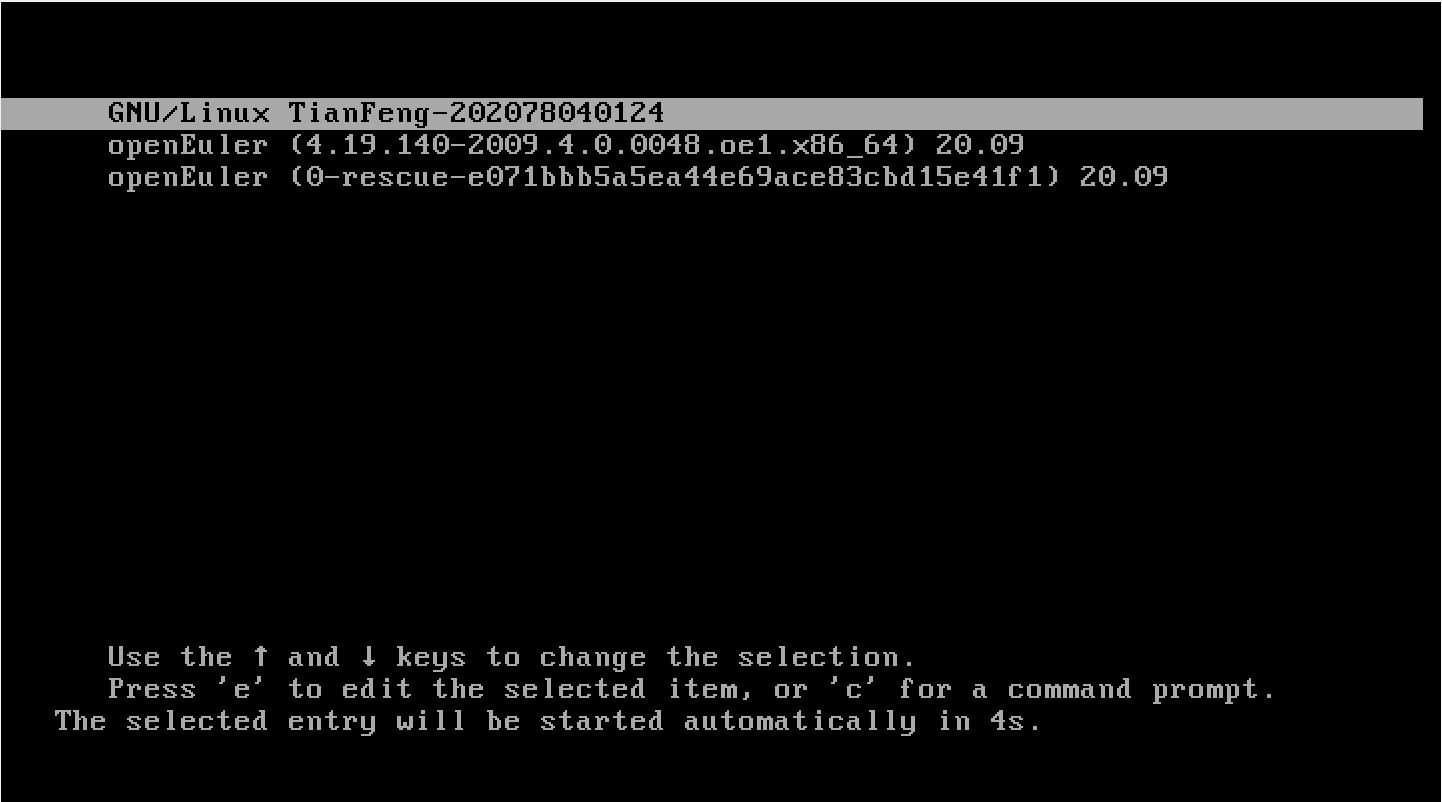 GNU/Linux TianFeng-202078040124
openEuler (4.19.140-2009.4.0.0048.oe1.x86_64) 20.09
openEuler (0-rescue-e071bbb5a5ea44e69ace83cbd15e41f1) 20.09
Use the ↑ and ↓ keys to change the selection.
Press 'e' to edit the selected item, or 'c' for a command prompt.
The selected entry will be started automatically in 4s.